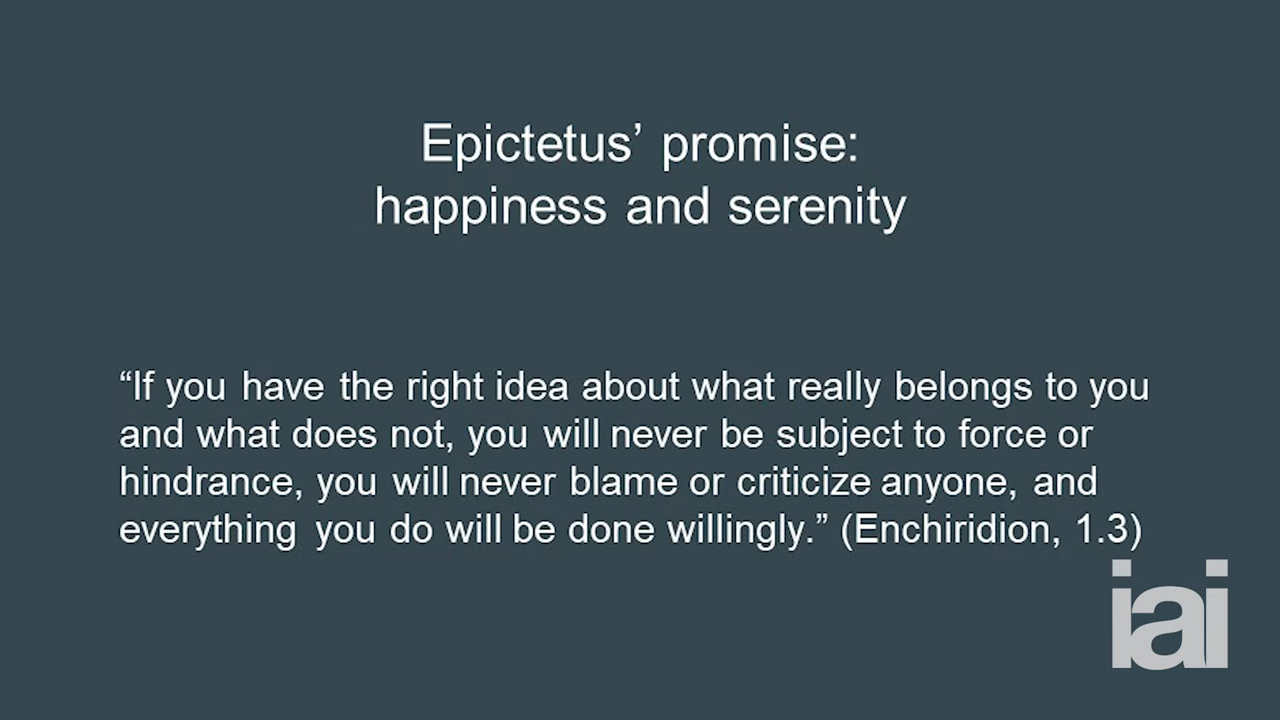 Epictetus’ promise:
happiness and serenity
“If you have the right idea about what really belongs to you
and what does not, you will never be subject to force or
hindrance, you will never blame or criticize anyone, and
everything you do will be done willingly.” (Enchiridion, 1.3)
iai